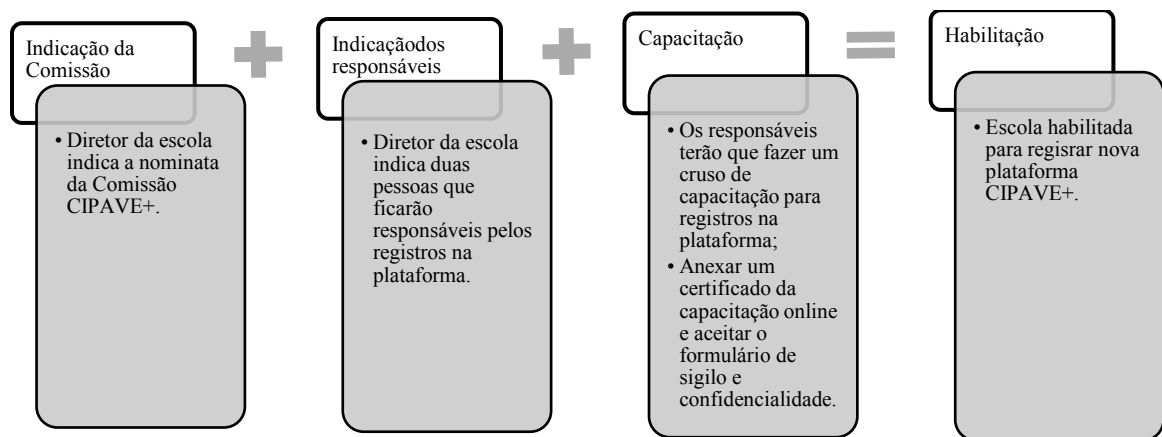 Indicação da
Comissão
• Diretor da escola
indica a nominata
da Comissão
CIPAVE+.
Indicaçãodos
responsáveis
• Diretor da escola
indica duas
pessoas que
ficarão
responsáveis pelos
registros na
plataforma.
Capacitação
• Os responsáveis
terão que fazer um
cruso de
capacitação para
registros na
plataforma;
• Anexar um
certificado da
capacitação online
e aceitar o
formulário de
sigilo e
confidencialidade.
Habilitação
• Escola habilitada
para regisrar nova
plataforma
CIPAVE+.